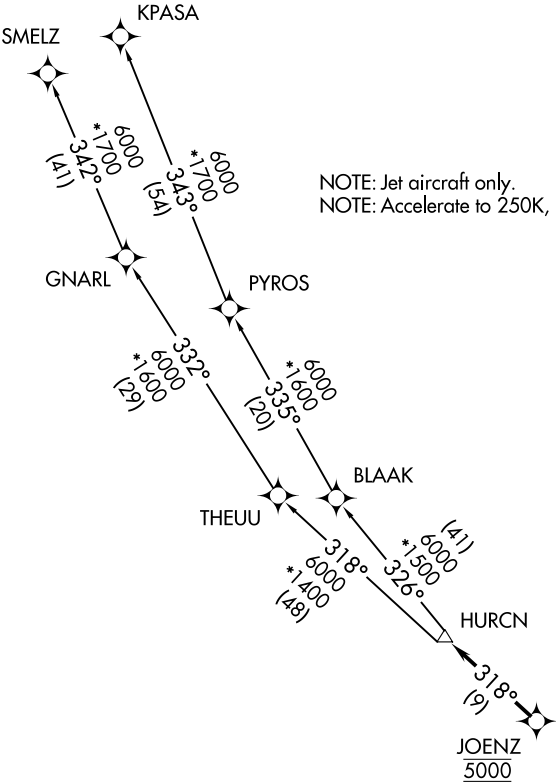 KPASA
SMELZ
6000
*1700
342°
(41)
6000
*1700
343°
(54)
NOTE: Jet aircraft only.
NOTE: Accelerate to 250K,
GNARL
PYROS
332°
6000
*1600
(29)
6000
*1600
335°
(20)
BLAAK
THEUU
318°
6000
*1400
(48)
(41)
6000
*1500
326°
HURCN
318°
(9)
JOENZ
5000